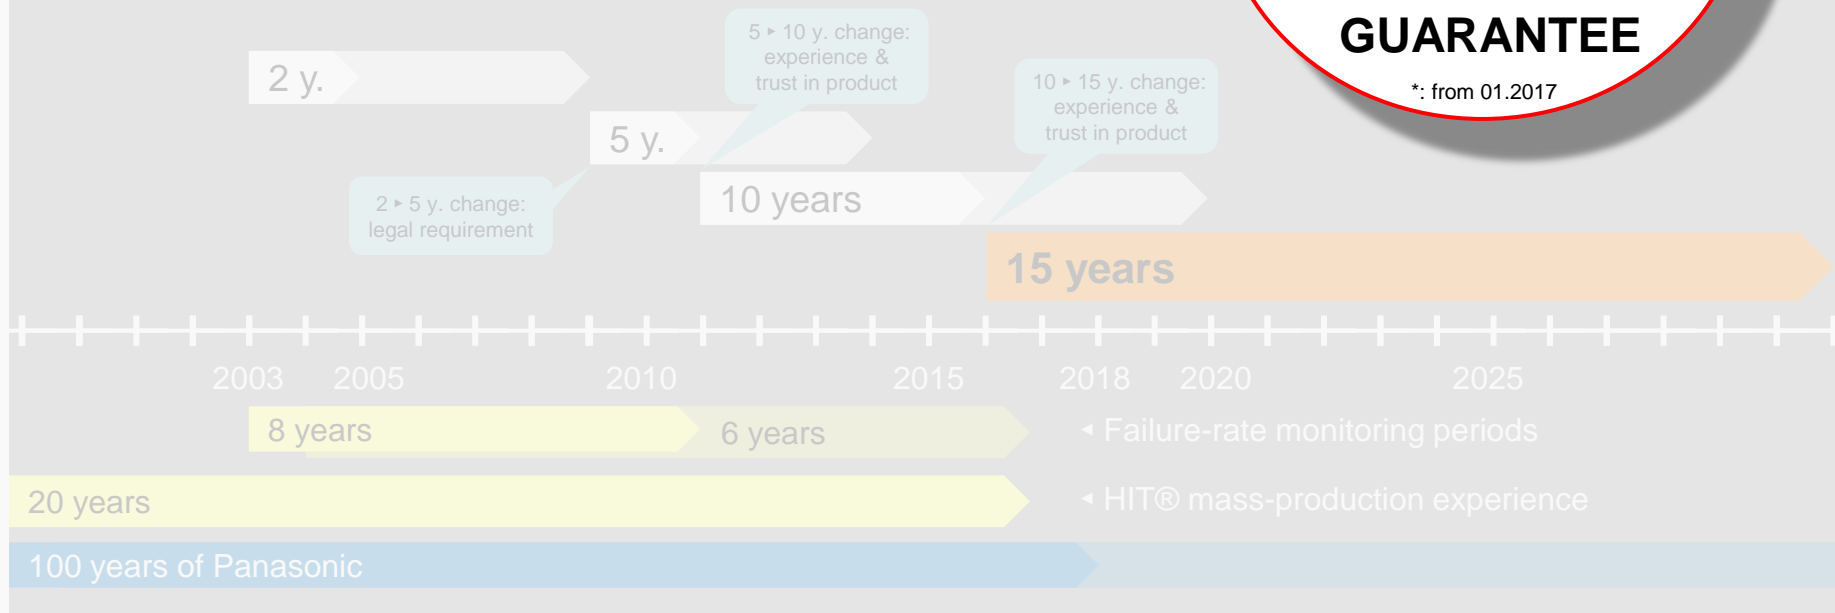 GUARANTEE
*: from 01.2017
5 ▸ 10 y. change:
experience &
trust in product
2 y.
10 ▸ 15 y. change:
experience &
trust in product
5 y.
10 years
2 ▸ 5 y. change:
legal requirement
15 years
2003 2005 2010 2015 2018 2020 2025
8 years 6 years ◂ Failure-rate monitoring periods
20 years ◂ HIT® mass-production experience
100 years of Panasonic